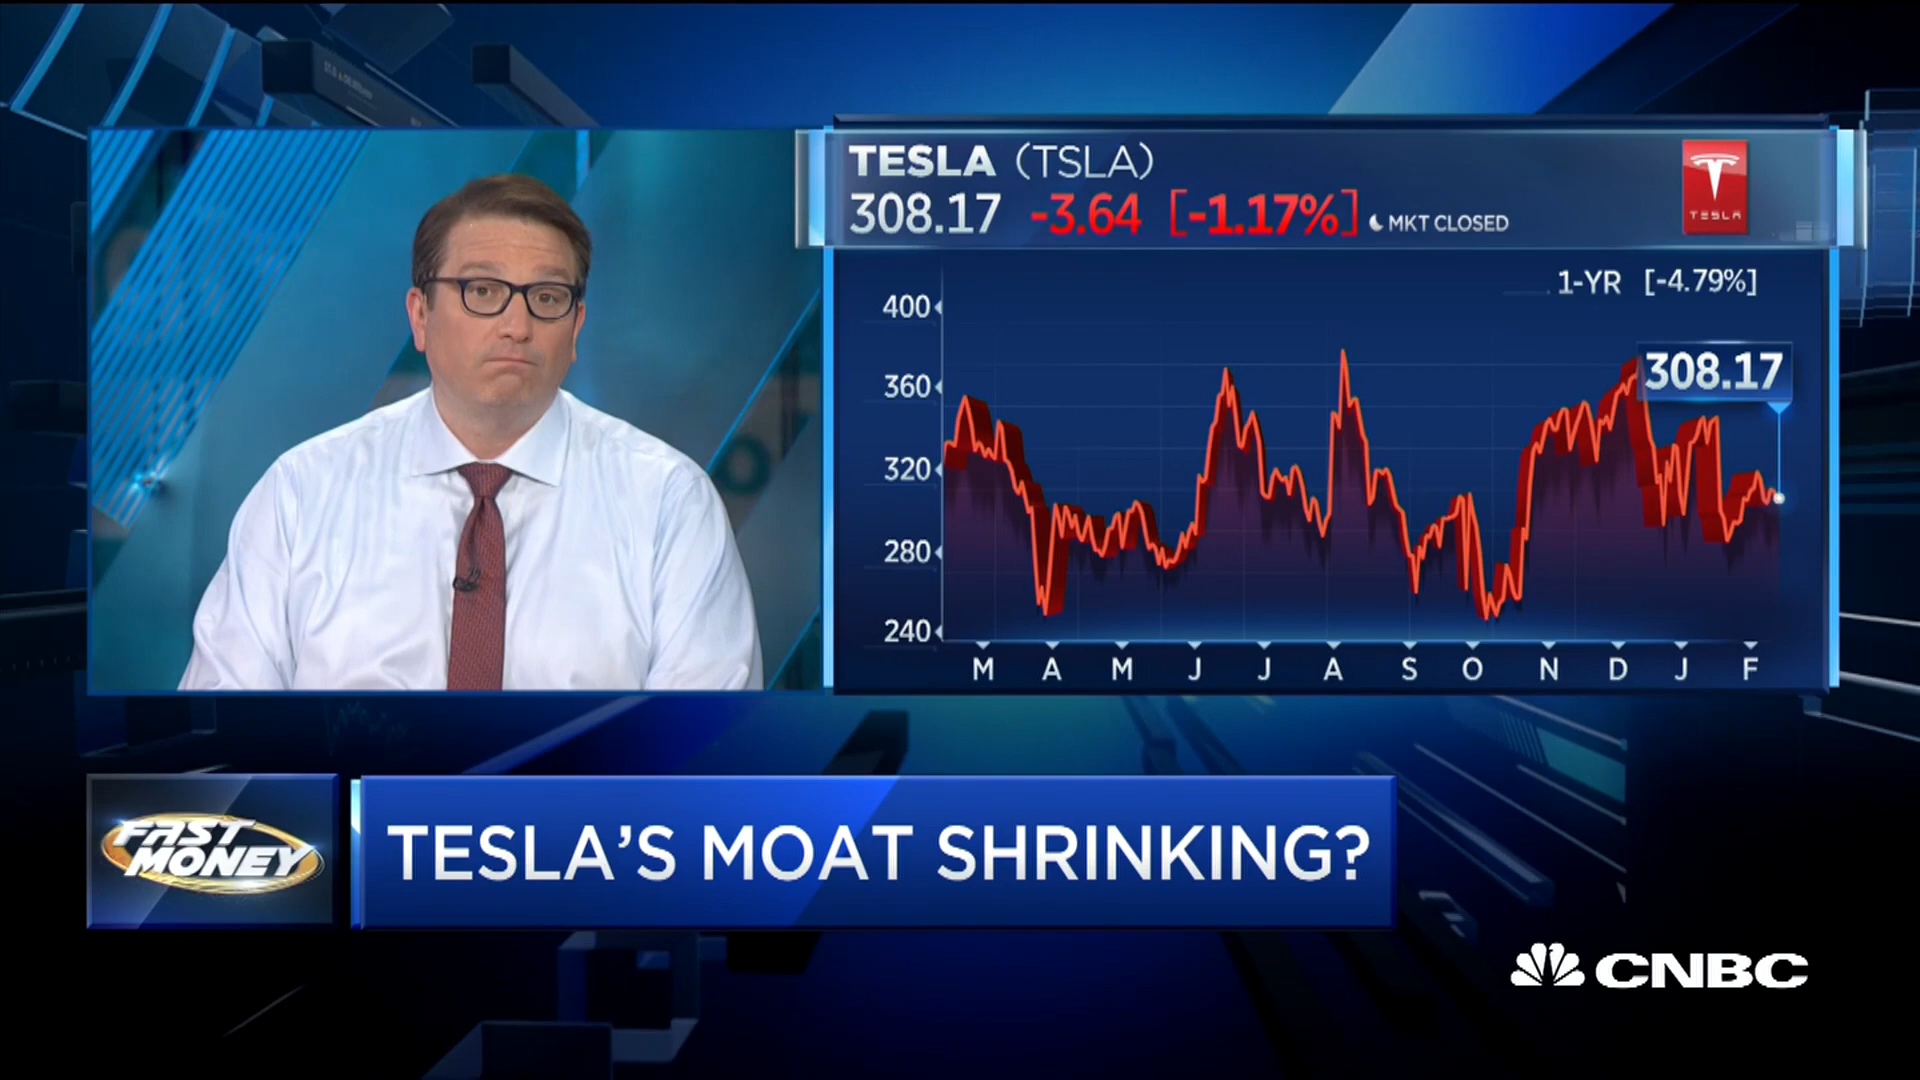 TESLA (TSLA)
308.17 -3.64 [-1.17%] MKT CLOSED
TESLA
1-YR [-4.79%]
400
360
320
280
240
308.17
M A M J J A S O N D J F
FAST MONEY
TESLA'S MOAT SHRINKING?
CNBC